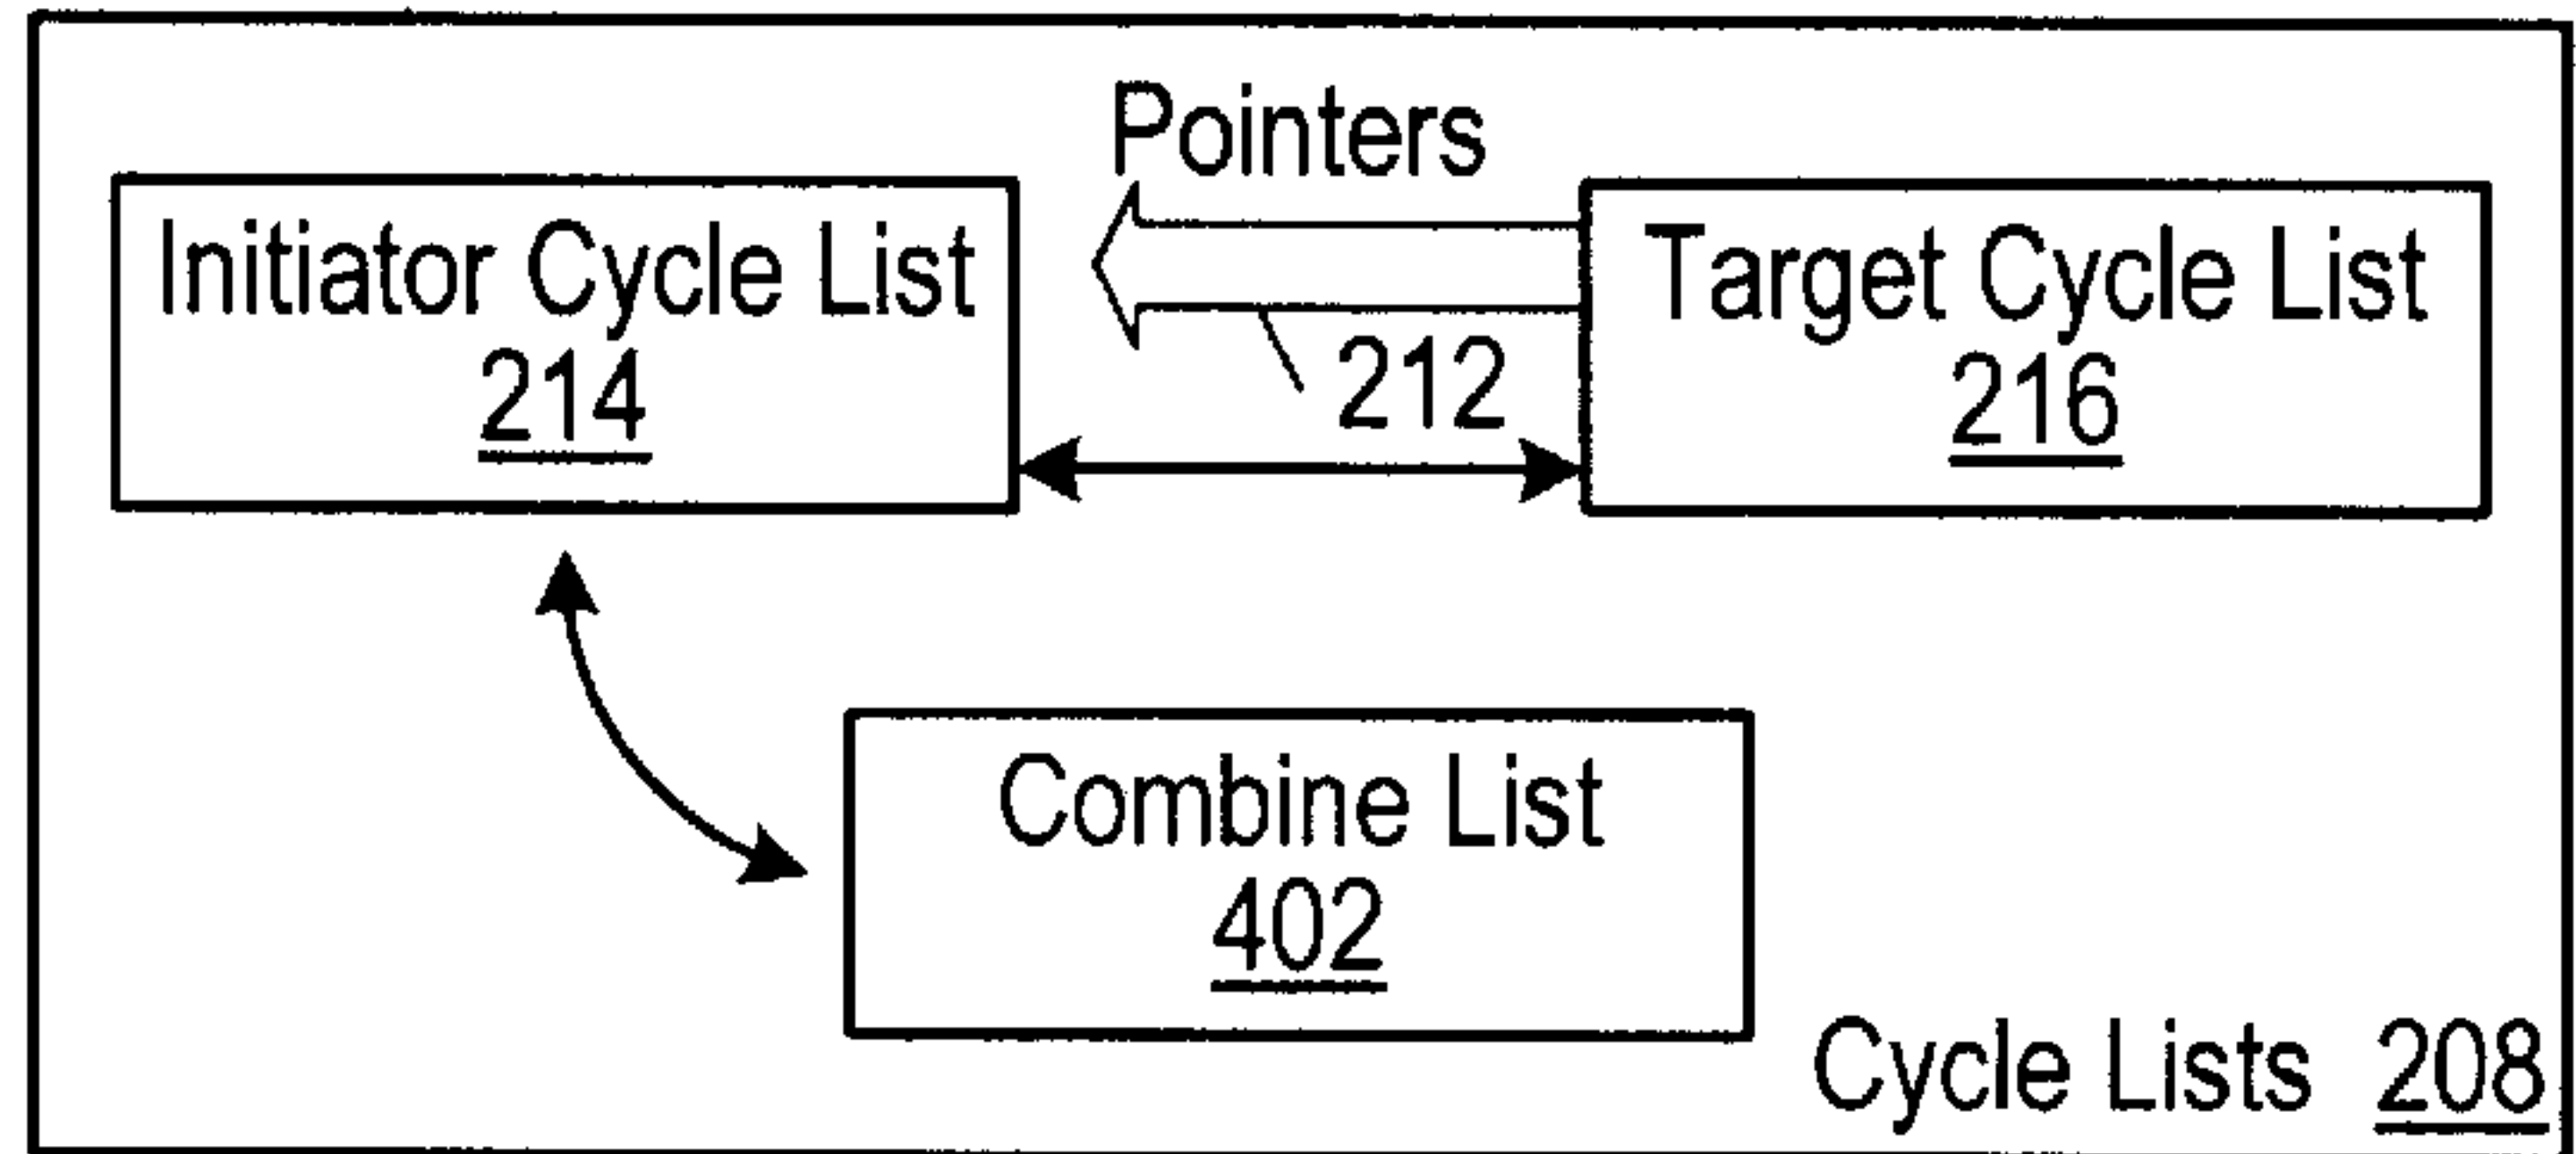 Pointers
Initiator Cycle List
214
212
Target Cycle List
216
Combine List
402
Cycle Lists 208